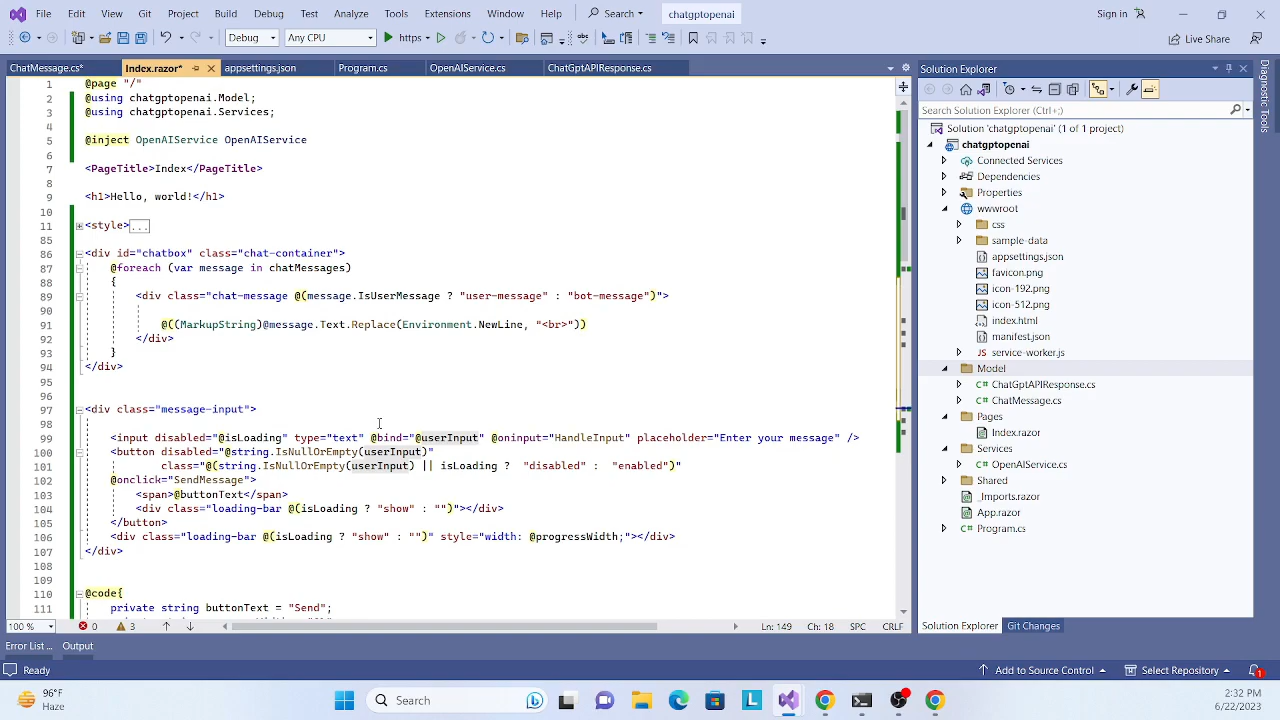 File Edit View Git Project Build Debug Test Analyze Tools Extensions Window Help Search chatgptopenai Sign in
Debug Any CPU https Live Share
ChatMessage.cs* Index.razor* appsettings.json Program.cs OpenAIService.cs ChatGptAPIResponse.cs
1 @page "/"
2 @using chatgptopenai.Model;
3 @using chatgptopenai.Services;
4
5 @inject OpenAIService OpenAIService
6
7 <PageTitle>Index</PageTitle>
8
9 <h1>Hello, world!</h1>
10
11 <style>...
85
86 <div id="chatbox" class="chat-container">
87 @foreach (var message in chatMessages)
88 {
89 <div class="chat-message @(message.IsUserMessage ? "user-message" : "bot-message")">
90
91 @((MarkupString)@message.Text.Replace(Environment.NewLine, "<br>"))
92 </div>
93 }
94 </div>
95
96
97 <div class="message-input">
98
99 <input disabled="@isLoading" type="text" @bind="@userInput" @oninput="HandleInput" placeholder="Enter your message" />
100 <button disabled="@string.IsNullOrEmpty(userInput)"
101 class="@(string.IsNullOrEmpty(userInput) || isLoading ? "disabled" : "enabled")"
102 @onclick="SendMessage">
103 <span>@buttonText</span>
104 <div class="loading-bar @(isLoading ? "show" : "")"></div>
105 </button>
106 <div class="loading-bar @(isLoading ? "show" : "")" style="width: @progressWidth;"></div>
107 </div>
108
109
110 @code{
111 private string buttonText = "Send";
100 % 0 3 Ln: 149 Ch: 18 SPC CRLF
Solution Explorer
Search Solution Explorer (Ctrl+;)
Solution 'chatgptopenai' (1 of 1 project)
chatgptopenai
Connected Services
Dependencies
Properties
wwwroot
css
sample-data
appsettings.json
favicon.png
icon-192.png
icon-512.png
index.html
manifest.json
JS service-worker.js
Model
C# ChatGptAPIResponse.cs
C# ChatMessage.cs
Pages
Index.razor
Services
C# OpenAIService.cs
Shared
_Imports.razor
App.razor
C# Program.cs
Solution Explorer Git Changes
Diagnostic Tools
Error List ... Output
Ready Add to Source Control Select Repository 1
96°F
Haze
Search
2:32 PM
6/22/2023